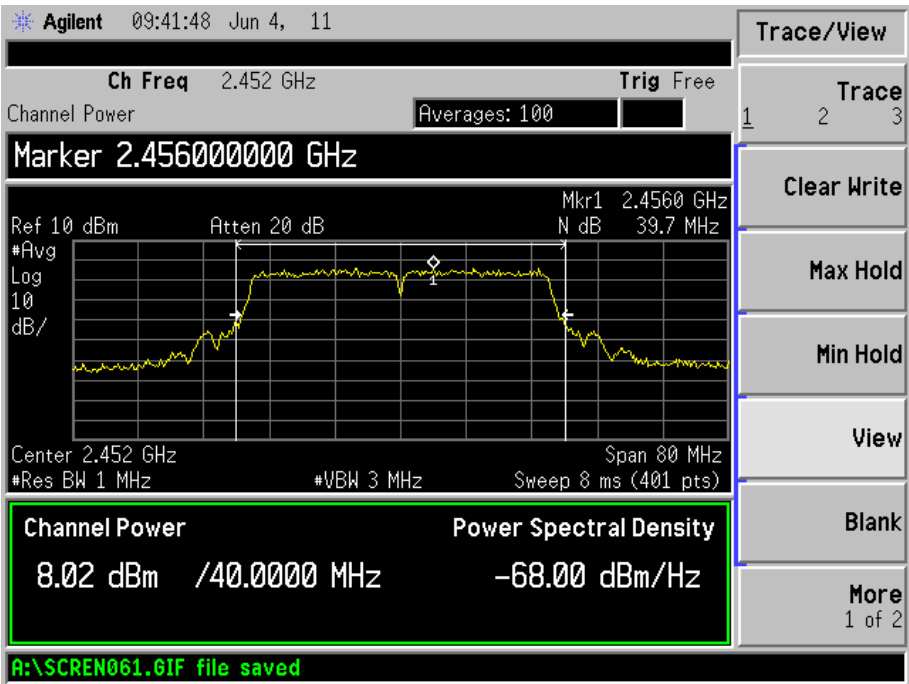 Agilent 09:41:48 Jun 4, 11
Trace/View
Ch Freq 2.452 GHz
Trig Free
Channel Power
Averages: 100
Trace
1 2 3
Marker 2.456000000 GHz
Clear Write
Mkr1 2.4560 GHz
Ref 10 dBm
Atten 20 dB
N dB 39.7 MHz
#Avg
Log
10
dB/
1
Max Hold
Min Hold
View
Center 2.452 GHz
Span 80 MHz
#Res BW 1 MHz
#VBW 3 MHz
Sweep 8 ms (401 pts)
Channel Power
Power Spectral Density
Blank
8.02 dBm /40.0000 MHz
-68.00 dBm/Hz
More
1 of 2
A:\SCREN061.GIF file saved